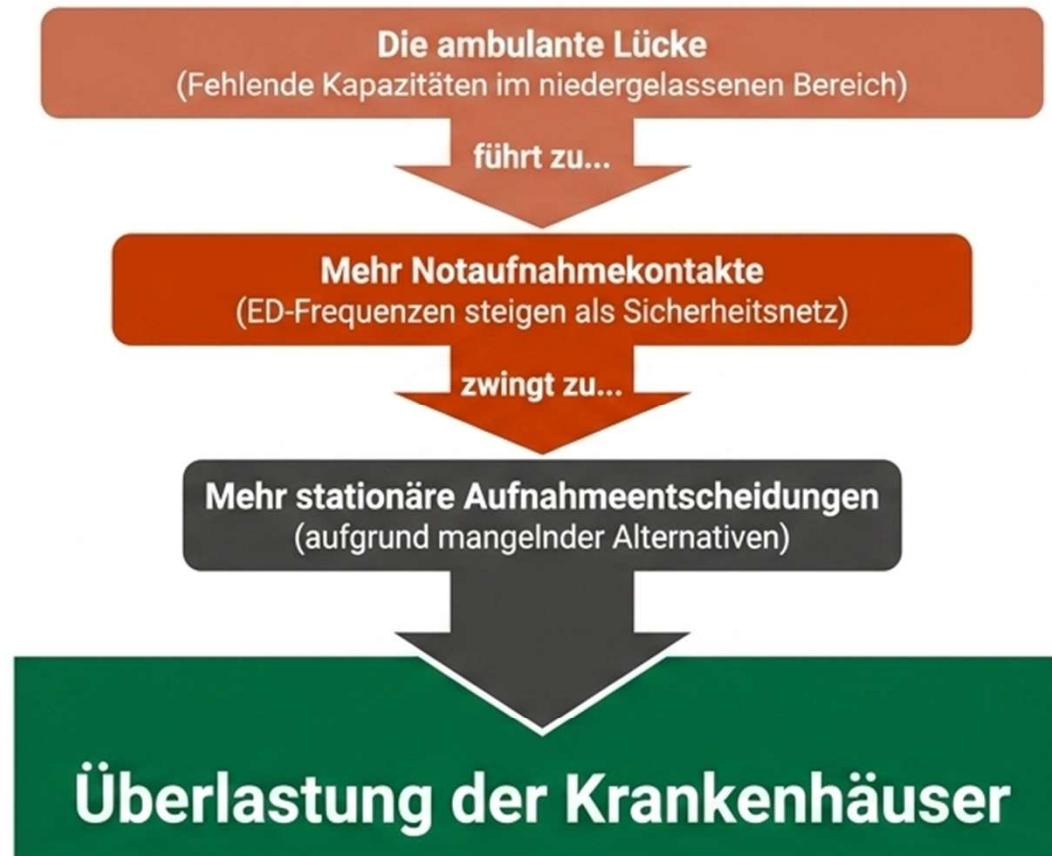 Die ambulante Lücke
(Fehlende Kapazitäten im niedergelassenen Bereich)
führt zu...
Mehr Notaufnahmekontakte
(ED-Frequenzen steigen als Sicherheitsnetz)
zwingt zu...
Mehr stationäre Aufnahmeentscheidungen
(aufgrund mangelnder Alternativen)
Überlastung der Krankenhäuser